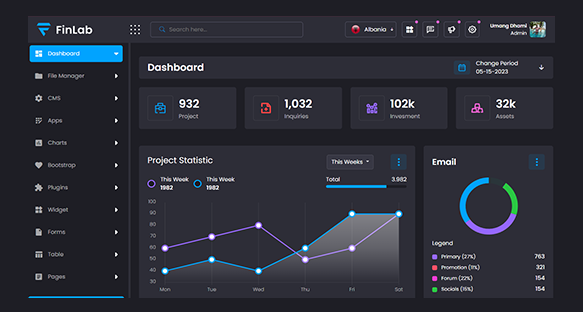 FinLab
Search here...
Albania
Umang Dhami
Admin
Dashboard
File Manager
CMS
Apps
Charts
Bootstrap
Plugins
Widget
Forms
Table
Pages
Dashboard
Change Period
05-15-2023
932
Project
1,032
Inquiries
102k
Invesment
32k
Assets
Project Statistic
This Weeks
This Week
1982
This Week
1982
Total 3.982
100
90
80
70
60
50
40
30
Mon Tue Wed Thu Fri Sat
Email
Legend
Primary (27%) 763
Promotion (11%) 321
Forum (22%) 154
Socials (15%) 154